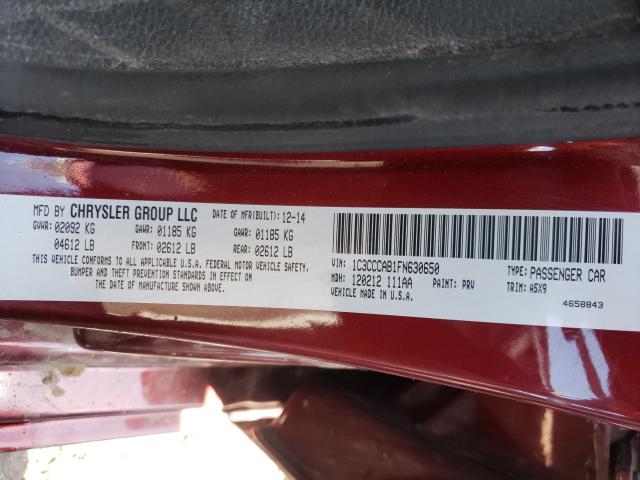 MFD BY CHRYSLER GROUP LLC DATE OF MFR(BUILT): 12-14
GVWR: 02092 KG GAWR: 01185 KG GAWR: 01185 KG
04612 LB FRONT: 02612 LB REAR: 02612 LB
THIS VEHICLE CONFORMS TO ALL APPLICABLE U.S.A. FEDERAL MOTOR VEHICLE SAFETY,
BUMPER AND THEFT PREVENTION STANDARDS IN EFFECT ON THE
DATE OF MANUFACTURE SHOWN ABOVE.
VIN: 1C3CCCAB1FN630650 TYPE: PASSENGER CAR
MDH: 120212 111AA PAINT: PRV TRIM: A5X9
VEHICLE MADE IN U.S.A.
4658843